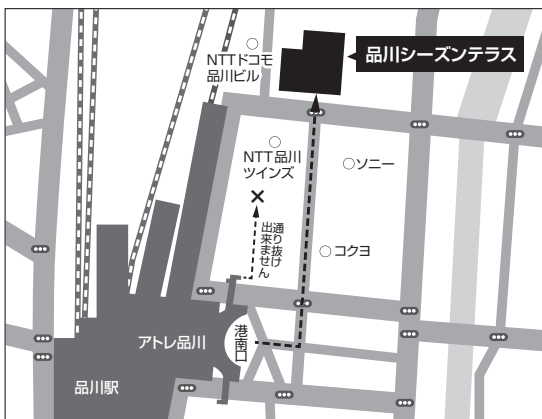 NTTドコモ
品川ビル
品川シーズンテラス
NTT品川
ツインズ
ソニー
通り抜け
出来ません
コクヨ
アトレ品川
港南口
品川駅